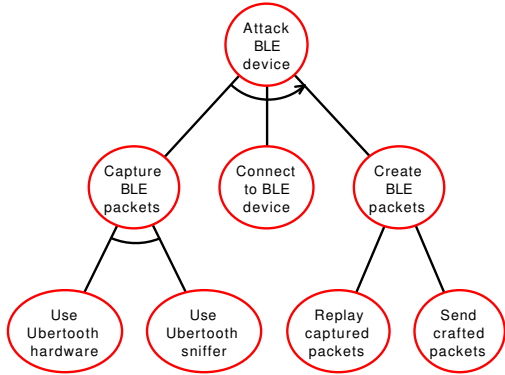 Attack
BLE
device
Capture
BLE
packets
Connect
to BLE
device
Create
BLE
packets
Use
Ubertooth
hardware
Use
Ubertooth
sniffer
Replay
captured
packets
Send
crafted
packets